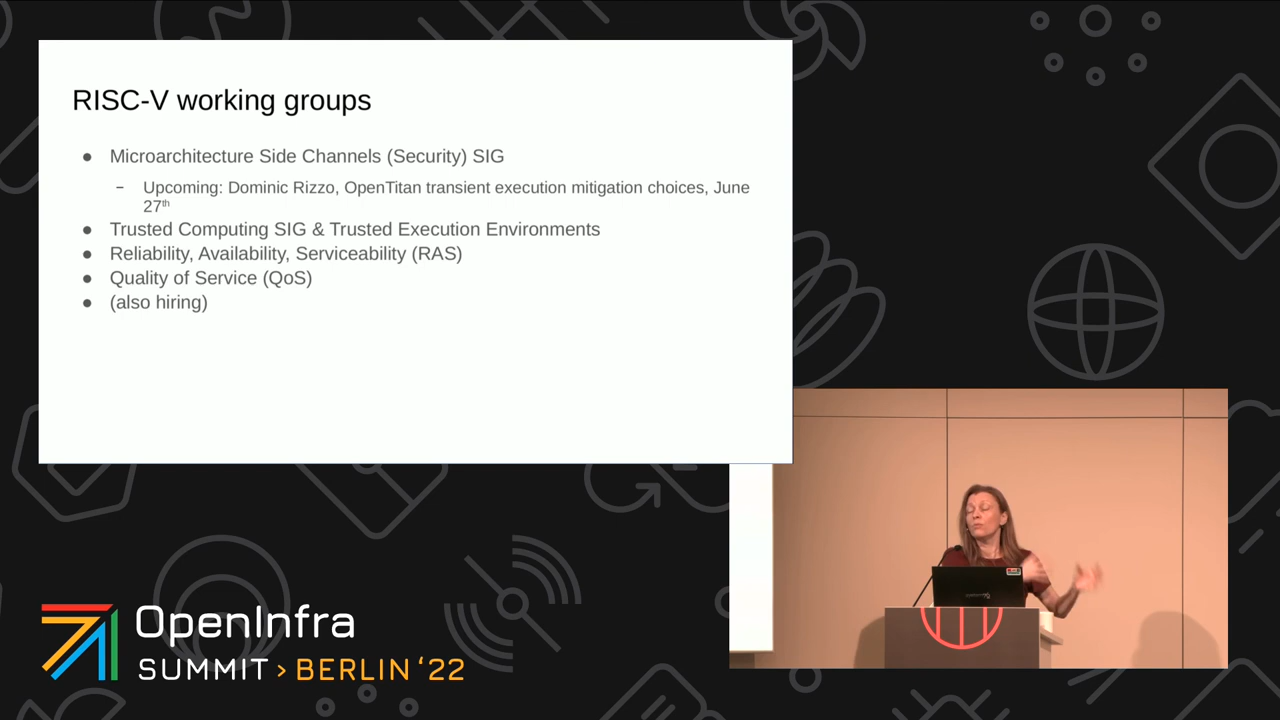 RISC-V working groups
● Microarchitecture Side Channels (Security) SIG
– Upcoming: Dominic Rizzo, OpenTitan transient execution mitigation choices, June
27th
● Trusted Computing SIG & Trusted Execution Environments
● Reliability, Availability, Serviceability (RAS)
● Quality of Service (QoS)
● (also hiring)
OpenInfra
SUMMIT > BERLIN ‘22